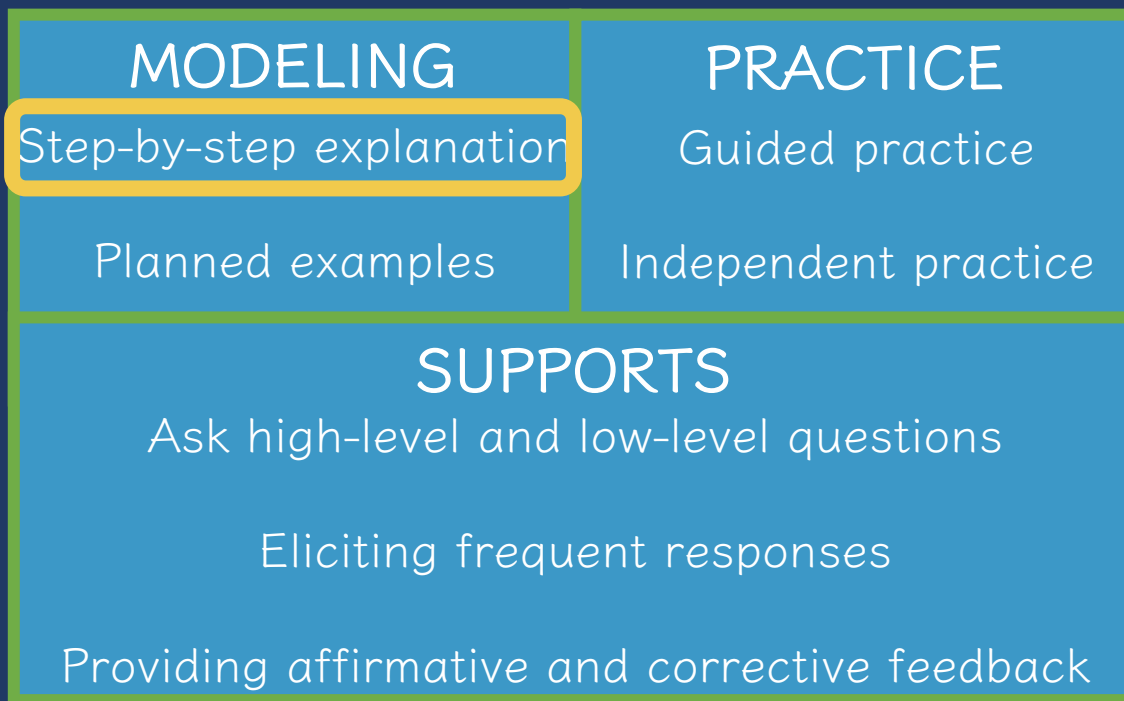 MODELING
Step-by-step explanation
Planned examples
PRACTICE
Guided practice
Independent practice
SUPPORTS
Ask high-level and low-level questions
Eliciting frequent responses
Providing affirmative and corrective feedback